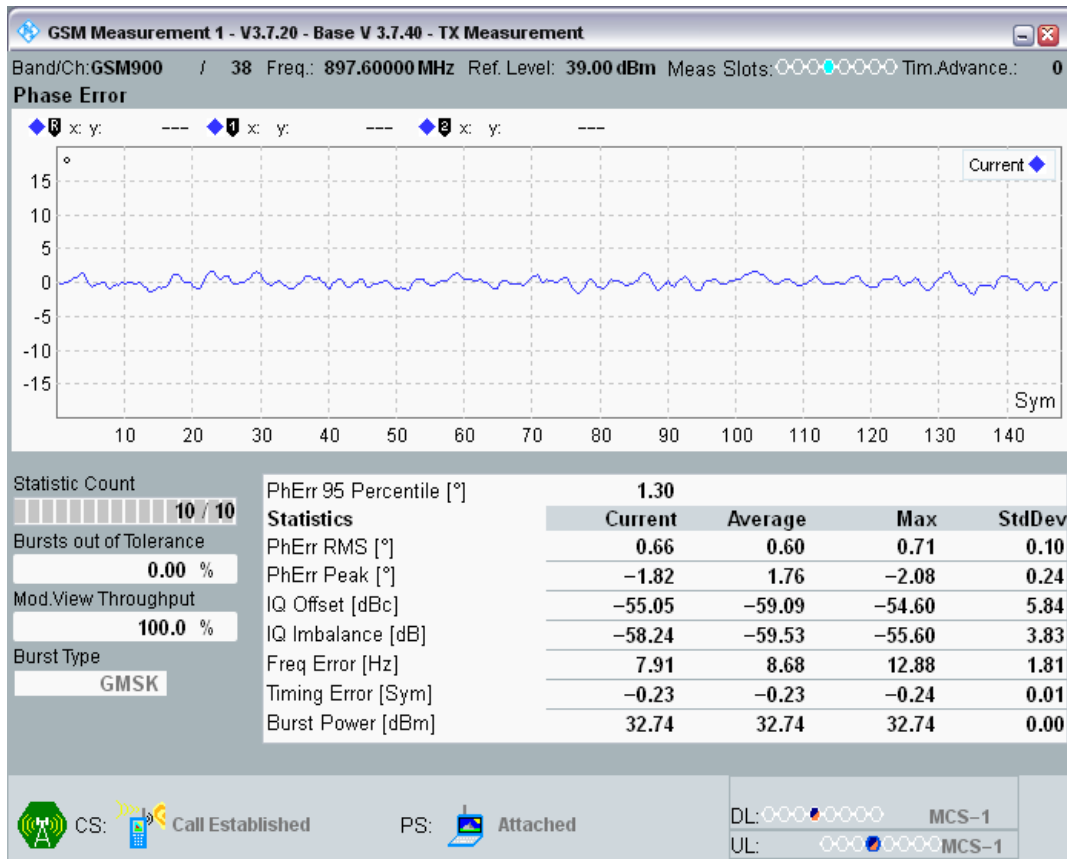 GSM Measurement 1 - V3.7.20 - Base V 3.7.40 - TX Measurement
Band/Ch:GSM900 / 38 Freq.: 897.60000 MHz Ref. Level: 39.00 dBm Meas Slots: Tim.Advance.: 0
Phase Error
R x: y: --- 1 x: y: --- 2 x: y: ---
°
Current
15
10
5
0
-5
-10
-15
Sym
10 20 30 40 50 60 70 80 90 100 110 120 130 140
Statistic Count
10 / 10
Bursts out of Tolerance
0.00 %
Mod.View Throughput
100.0 %
Burst Type
GMSK
PhErr 95 Percentile [°] 1.30
Statistics Current Average Max StdDev
PhErr RMS [°] 0.66 0.60 0.71 0.10
PhErr Peak [°] −1.82 1.76 −2.08 0.24
IQ Offset [dBc] −55.05 −59.09 −54.60 5.84
IQ Imbalance [dB] −58.24 −59.53 −55.60 3.83
Freq Error [Hz] 7.91 8.68 12.88 1.81
Timing Error [Sym] −0.23 −0.23 −0.24 0.01
Burst Power [dBm] 32.74 32.74 32.74 0.00
CS: Call Established PS: Attached
DL: MCS−1
UL: MCS−1